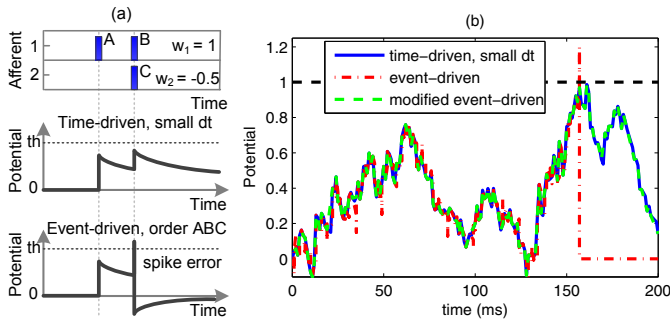 (a)
Afferent
1
2
A
B
C
w₁ = 1
w₂ = -0.5
Time
Time-driven, small dt
Potential
th
0
Time
Event-driven, order ABC
Potential
th
0
spike error
Time
(b)
Potential
1.2
1
0.8
0.6
0.4
0.2
0
time-driven, small dt
event-driven
modified event-driven
0
50
100
150
200
time (ms)